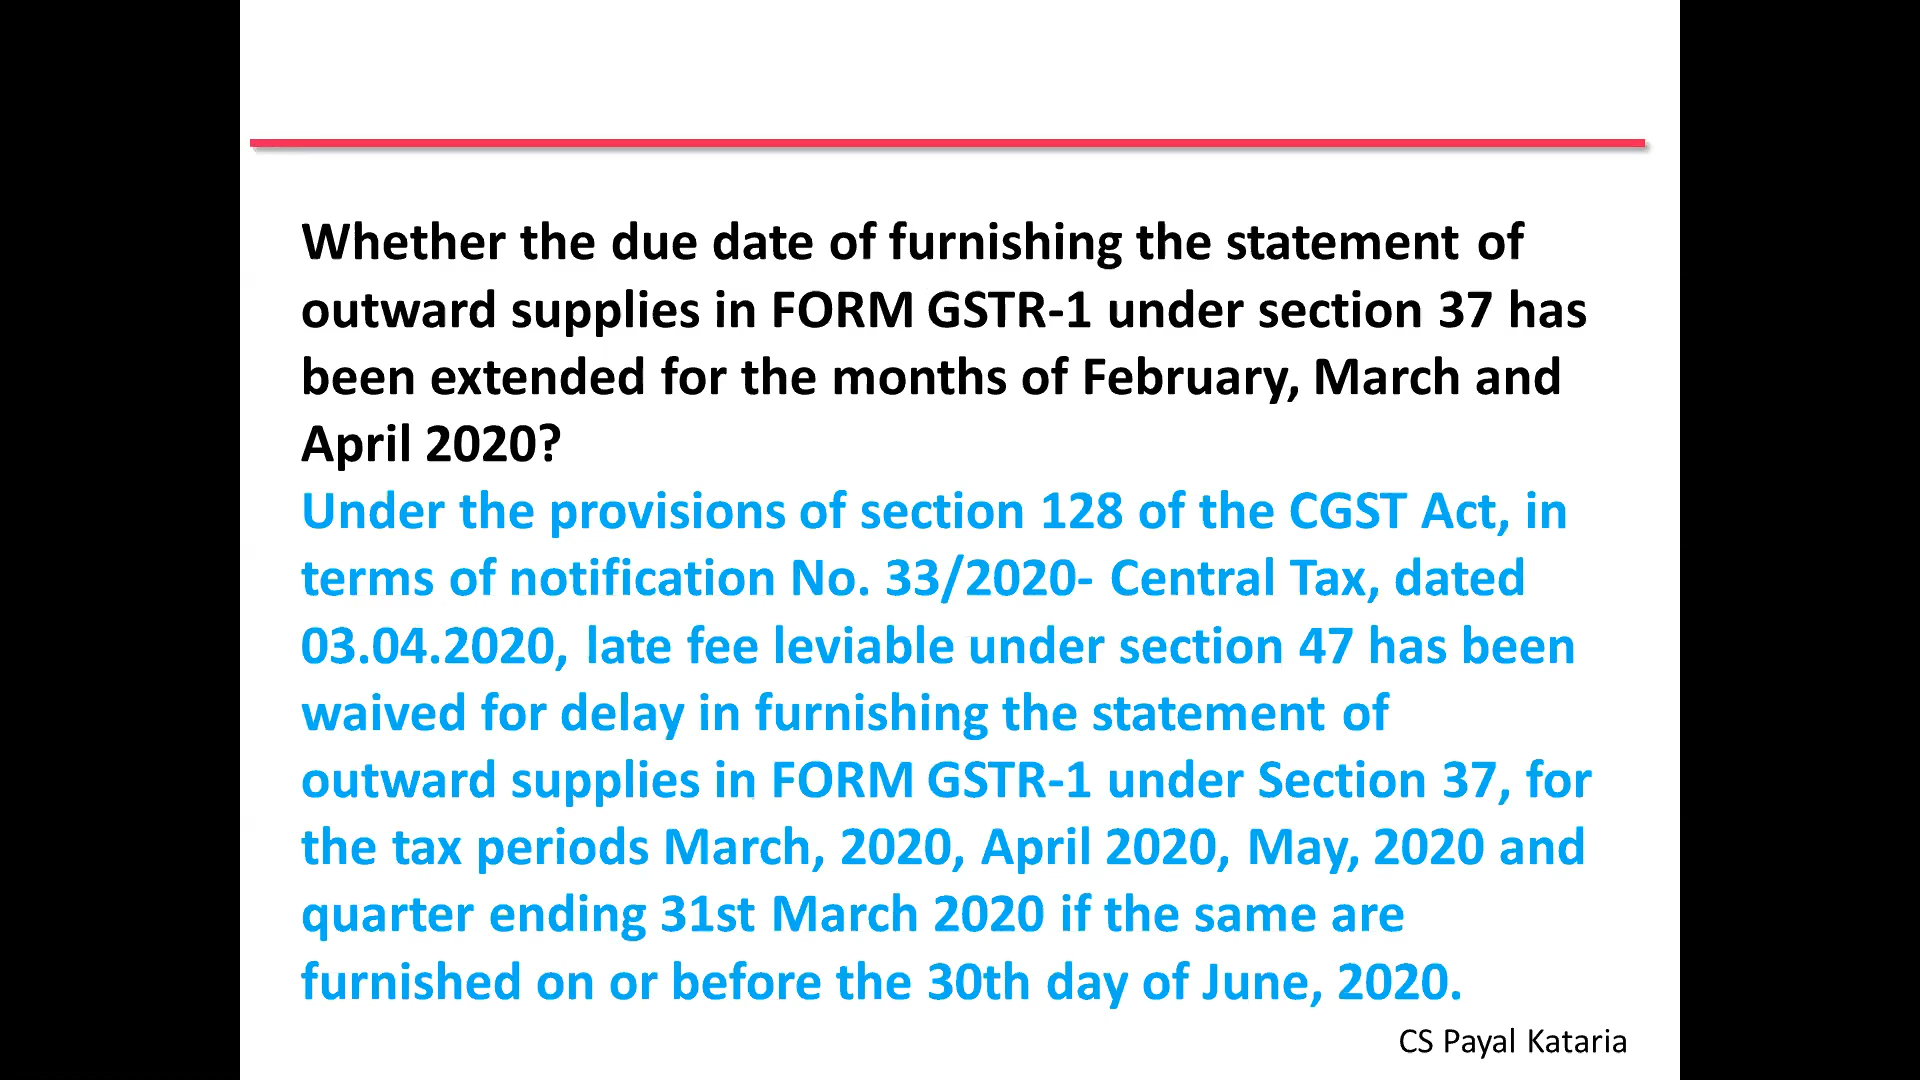 Whether the due date of furnishing the statement of
outward supplies in FORM GSTR-1 under section 37 has
been extended for the months of February, March and
April 2020?
Under the provisions of section 128 of the CGST Act, in
terms of notification No. 33/2020- Central Tax, dated
03.04.2020, late fee leviable under section 47 has been
waived for delay in furnishing the statement of
outward supplies in FORM GSTR-1 under Section 37, for
the tax periods March, 2020, April 2020, May, 2020 and
quarter ending 31st March 2020 if the same are
furnished on or before the 30th day of June, 2020.
CS Payal Kataria